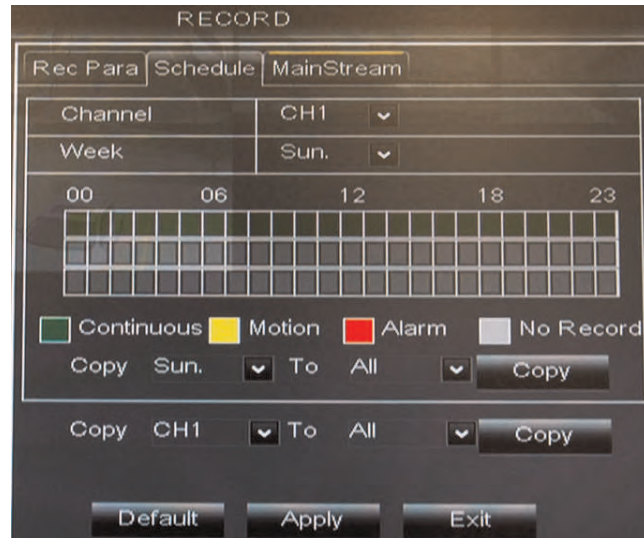 RECORD
Rec Para Schedule MainStream
Channel CH1
Week Sun.
00 06 12 18 23
Continuous Motion Alarm No Record
Copy Sun. To All Copy
Copy CH1 To All Copy
Default Apply Exit